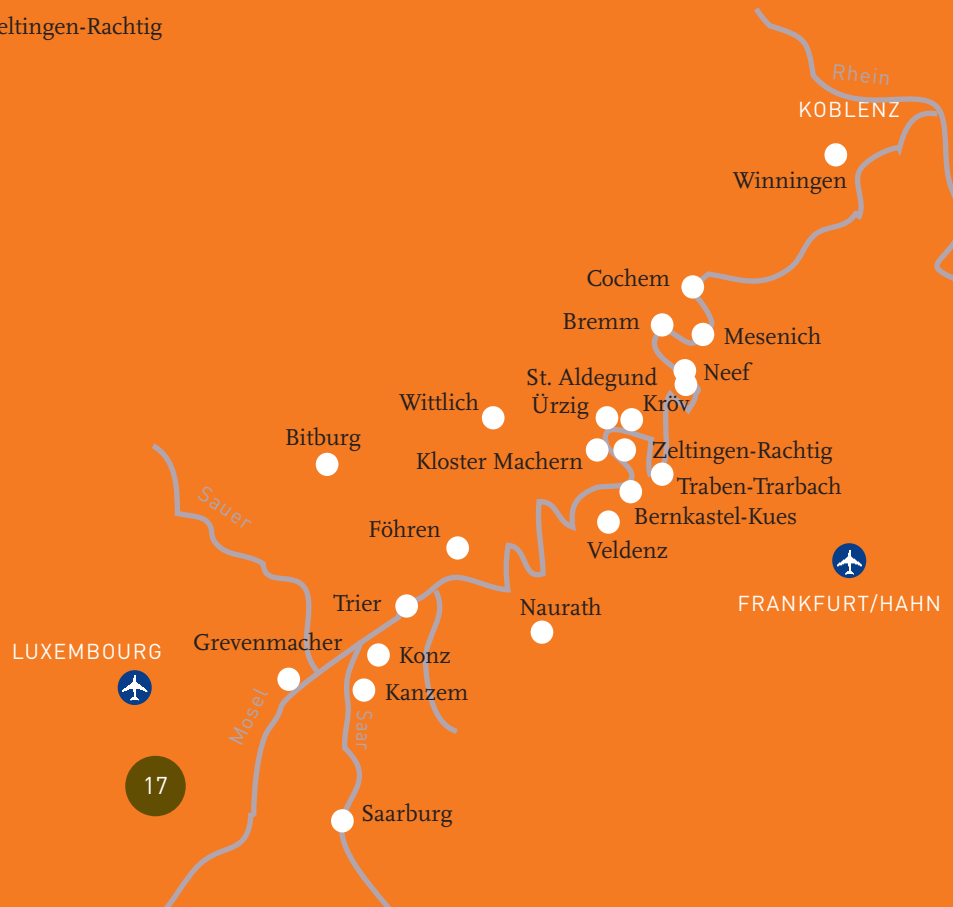 eltingen-Rachtig
Rhein
KOBLENZ
Winningen
Cochem
Bremm
Mesenich
Neef
St. Aldegund
Wittlich
Ürzig
Kröv
Bitburg
Kloster Machern
Zeltingen-Rachtig
Traben-Trarbach
Sauer
Bernkastel-Kues
Föhren
Veldenz
Trier
Naurath
FRANKFURT/HAHN
Grevenmacher
LUXEMBOURG
Konz
Kanzem
Mosel
Saar
17
Saarburg